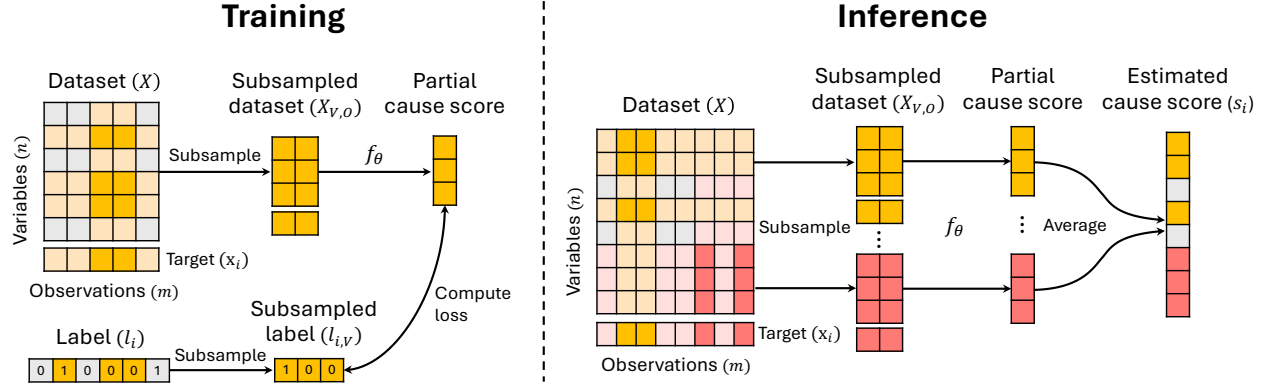 Training
Dataset (X)
Subsampled
dataset (X_{V,O})
Partial
cause score
Variables (n)
Subsample
f_θ
Target (x_i)
Observations (m)
Compute
loss
Label (l_i)
Subsampled
label (l_{i,V})
0 1 0 0 0 1
Subsample
1 0 0
Inference
Dataset (X)
Subsampled
dataset (X_{V,O})
Partial
cause score
Estimated
cause score (s_i)
Variables (n)
Subsample
f_θ
Average
Target (x_i)
Observations (m)